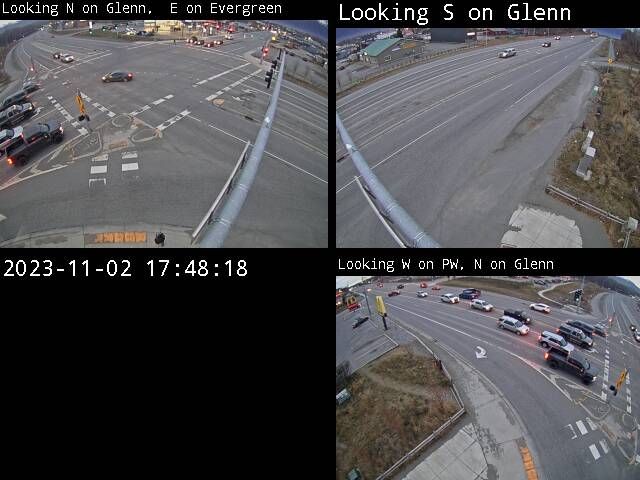 Looking N on Glenn,  E on Evergreen
Looking S on Glenn
2023-11-02 17:48:18
Looking W on PW, N on Glenn